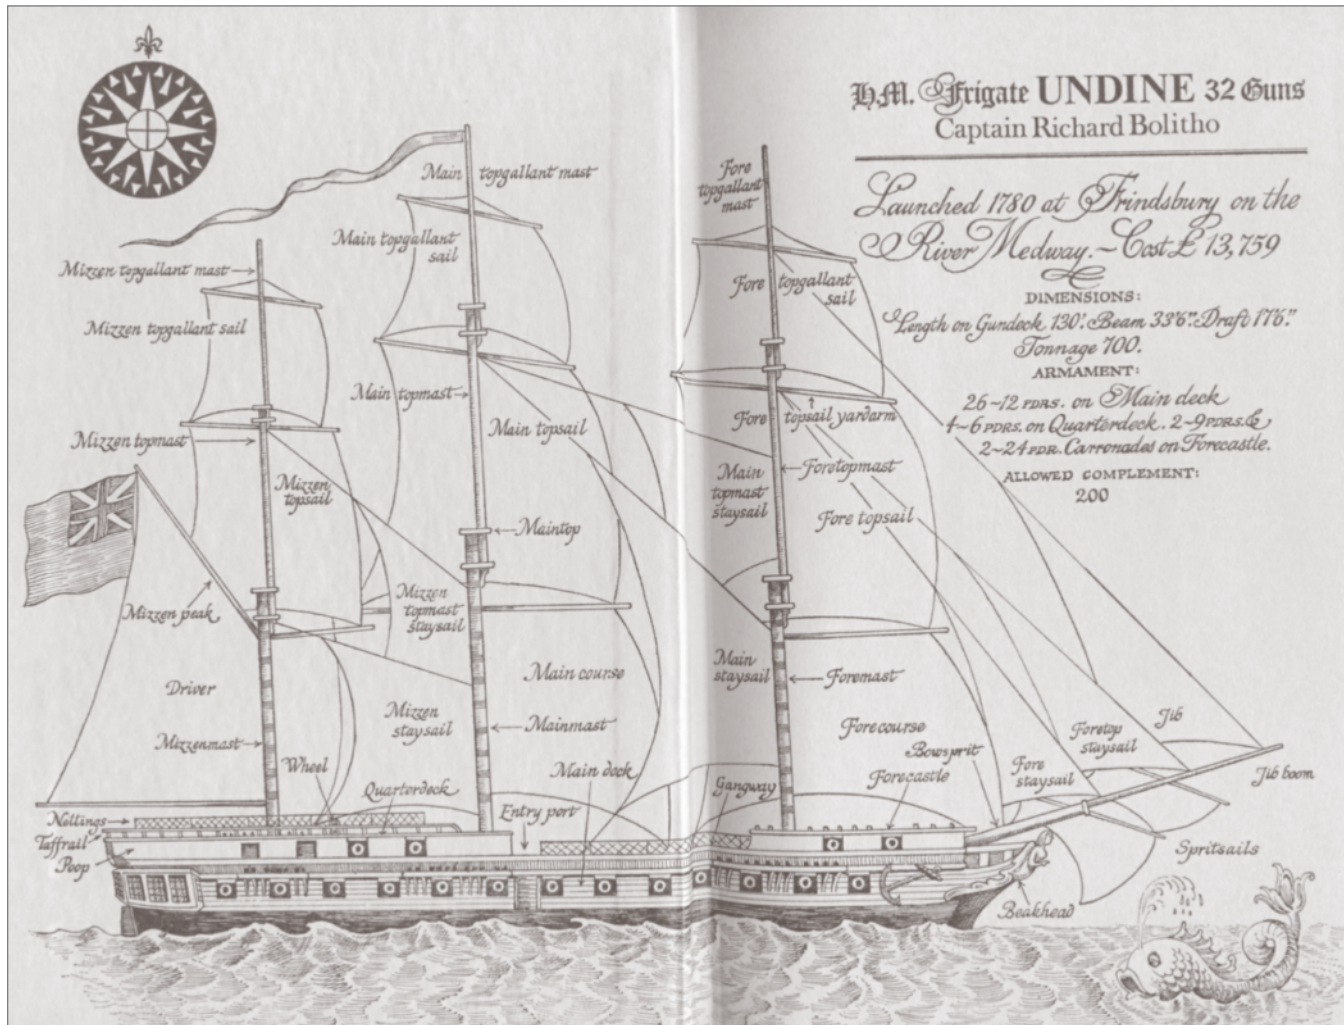 H.M. Frigate UNDINE 32 Guns
Captain Richard Bolitho
Launched 1780 at Frindsbury on the
River Medway. ~ Cost £ 13,759
DIMENSIONS:
Length on Gundeck 130' Beam 33'6". Draft 17'6".
Tonnage 700.
ARMAMENT:
26~12 PDRS. on Main deck
4~6 PDRS. on Quarterdeck. 2~9 PDRS. &
2~24 PDR. Carronades on Forecastle.
ALLOWED COMPLEMENT:
200
Main topgallant mast
Main topgallant
sail
Mizzen topgallant mast
Mizzen topgallant sail
Main topmast
Main topsail
Mizzen topmast
Mizzen
topsail
Maintop
Mizzen peak
Mizzen
topmast
staysail
Driver
Mizzen
staysail
Main course
Mizzenmast
Mainmast
Wheel
Quarterdeck
Main deck
Entry port
Nettings
Taffrail
Poop
Fore
topgallant
mast
Fore topgallant
sail
Fore topsail yardarm
Main
topmast
staysail
Foretopmast
Fore topsail
Main
staysail
Foremast
Forecourse
Bowsprit
Forecastle
Gangway
Fore
staysail
Foretop
staysail
Jib
Jib boom
Spritsails
Beakhead